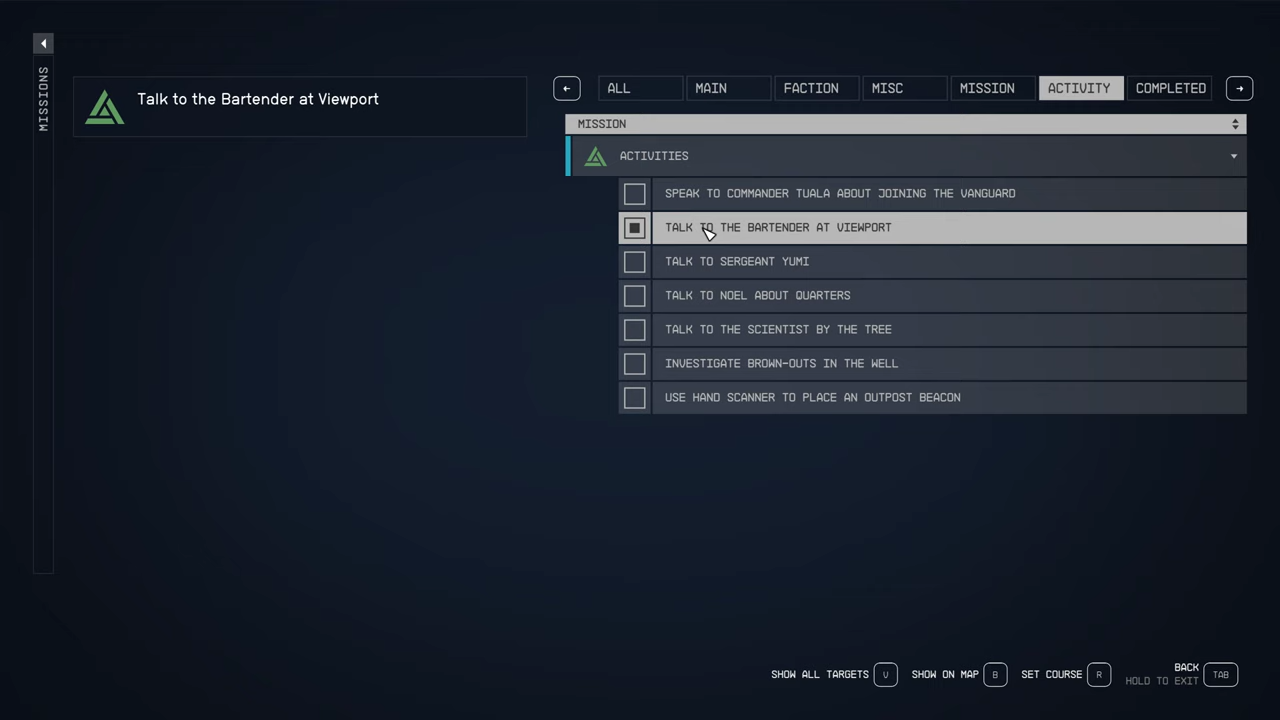 MISSIONS
Talk to the Bartender at Viewport
ALL
MAIN
FACTION
MISC
MISSION
ACTIVITY
COMPLETED
MISSION
ACTIVITIES
SPEAK TO COMMANDER TUALA ABOUT JOINING THE VANGUARD
TALK TO THE BARTENDER AT VIEWPORT
TALK TO SERGEANT YUMI
TALK TO NOEL ABOUT QUARTERS
TALK TO THE SCIENTIST BY THE TREE
INVESTIGATE BROWN-OUTS IN THE WELL
USE HAND SCANNER TO PLACE AN OUTPOST BEACON
SHOW ALL TARGETS V
SHOW ON MAP B
SET COURSE R
BACK
HOLD TO EXIT
TAB